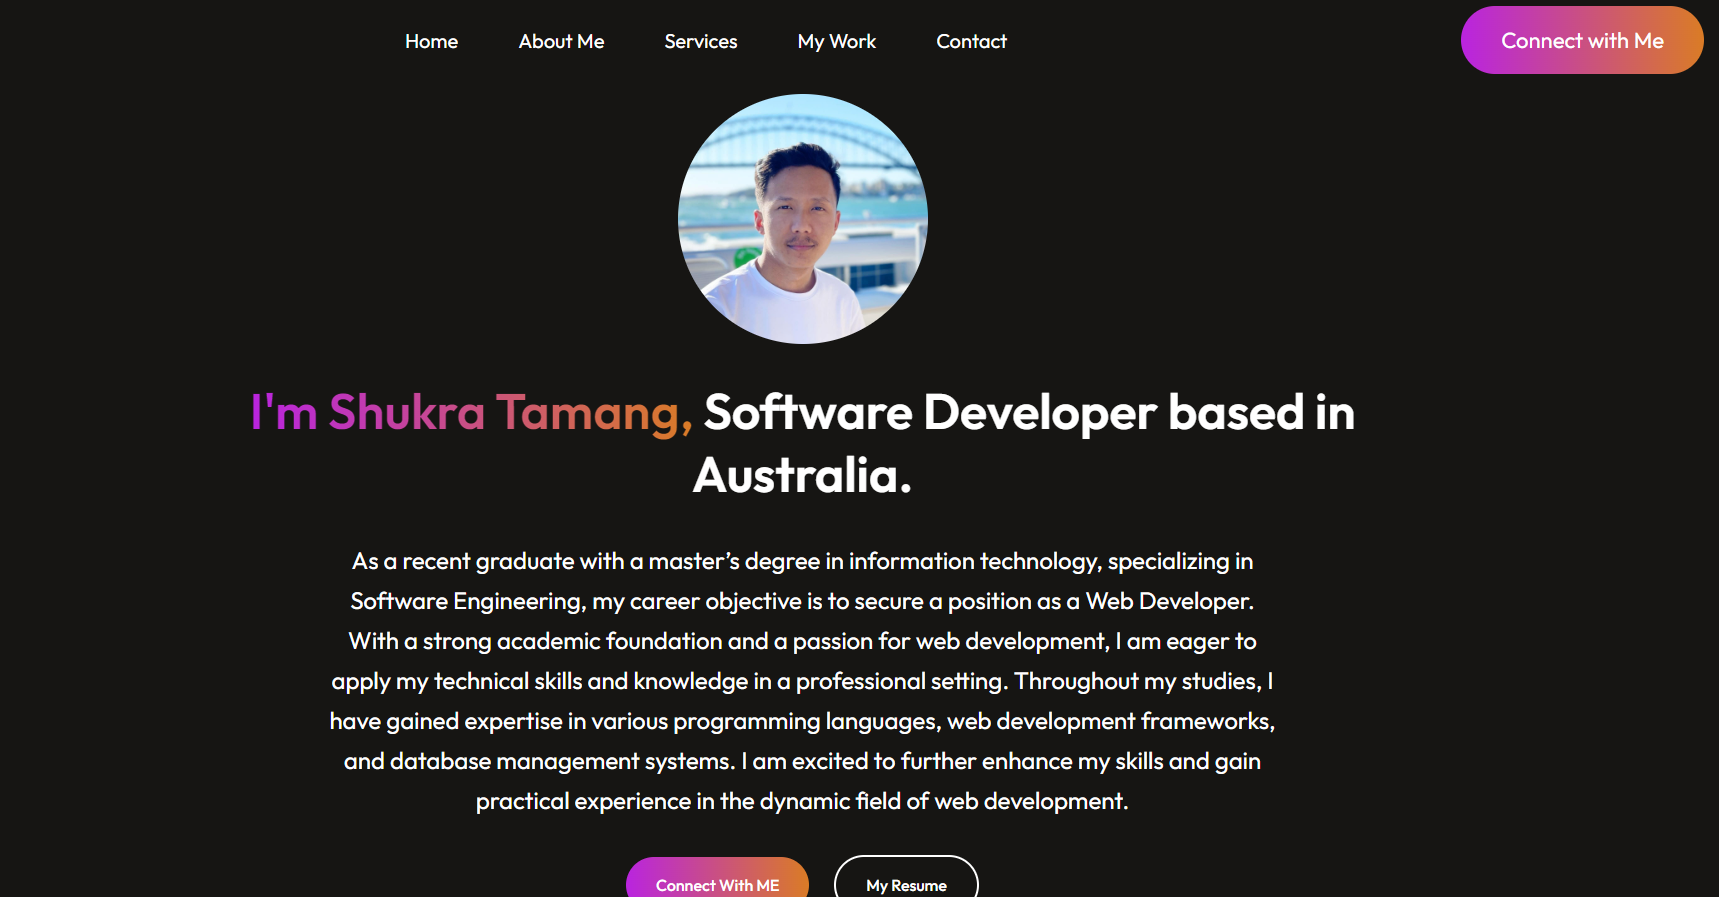 Home About Me Services My Work Contact Connect with Me
I'm Shukra Tamang, Software Developer based in
Australia.
As a recent graduate with a master’s degree in information technology, specializing in
Software Engineering, my career objective is to secure a position as a Web Developer.
With a strong academic foundation and a passion for web development, I am eager to
apply my technical skills and knowledge in a professional setting. Throughout my studies, I
have gained expertise in various programming languages, web development frameworks,
and database management systems. I am excited to further enhance my skills and gain
practical experience in the dynamic field of web development.
Connect With ME My Resume